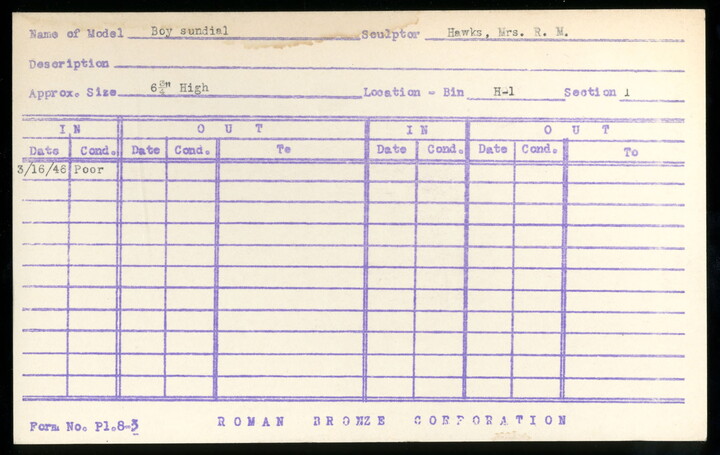 Name of Model Boy sundial Sculptor Hawks, Mrs. R. M.
Description
Approx. Size 6¾" High Location - Bin H-1 Section 1
IN OUT IN OUT
Date Cond. Date Cond. To Date Cond. Date Cond. To
3/16/46 Poor
Form No. Pl.8-3 ROMAN BRONZE CORPORATION